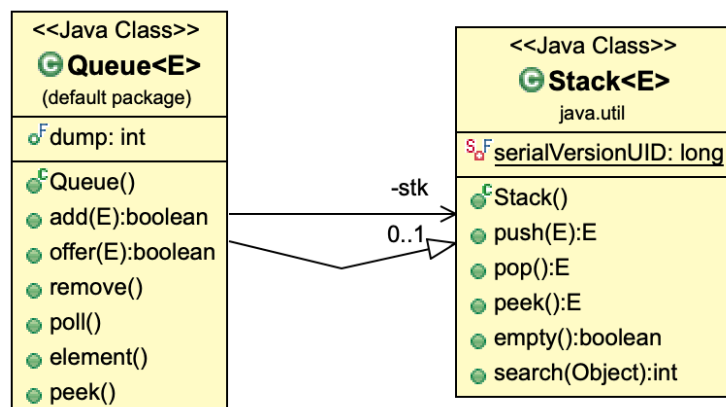 <<Java Class>>
C Queue<E>
(default package)
F dump: int
C Queue()
add(E):boolean
offer(E):boolean
remove()
poll()
element()
peek()
-stk
0..1
<<Java Class>>
C Stack<E>
java.util
S F serialVersionUID: long
C Stack()
push(E):E
pop():E
peek():E
empty():boolean
search(Object):int